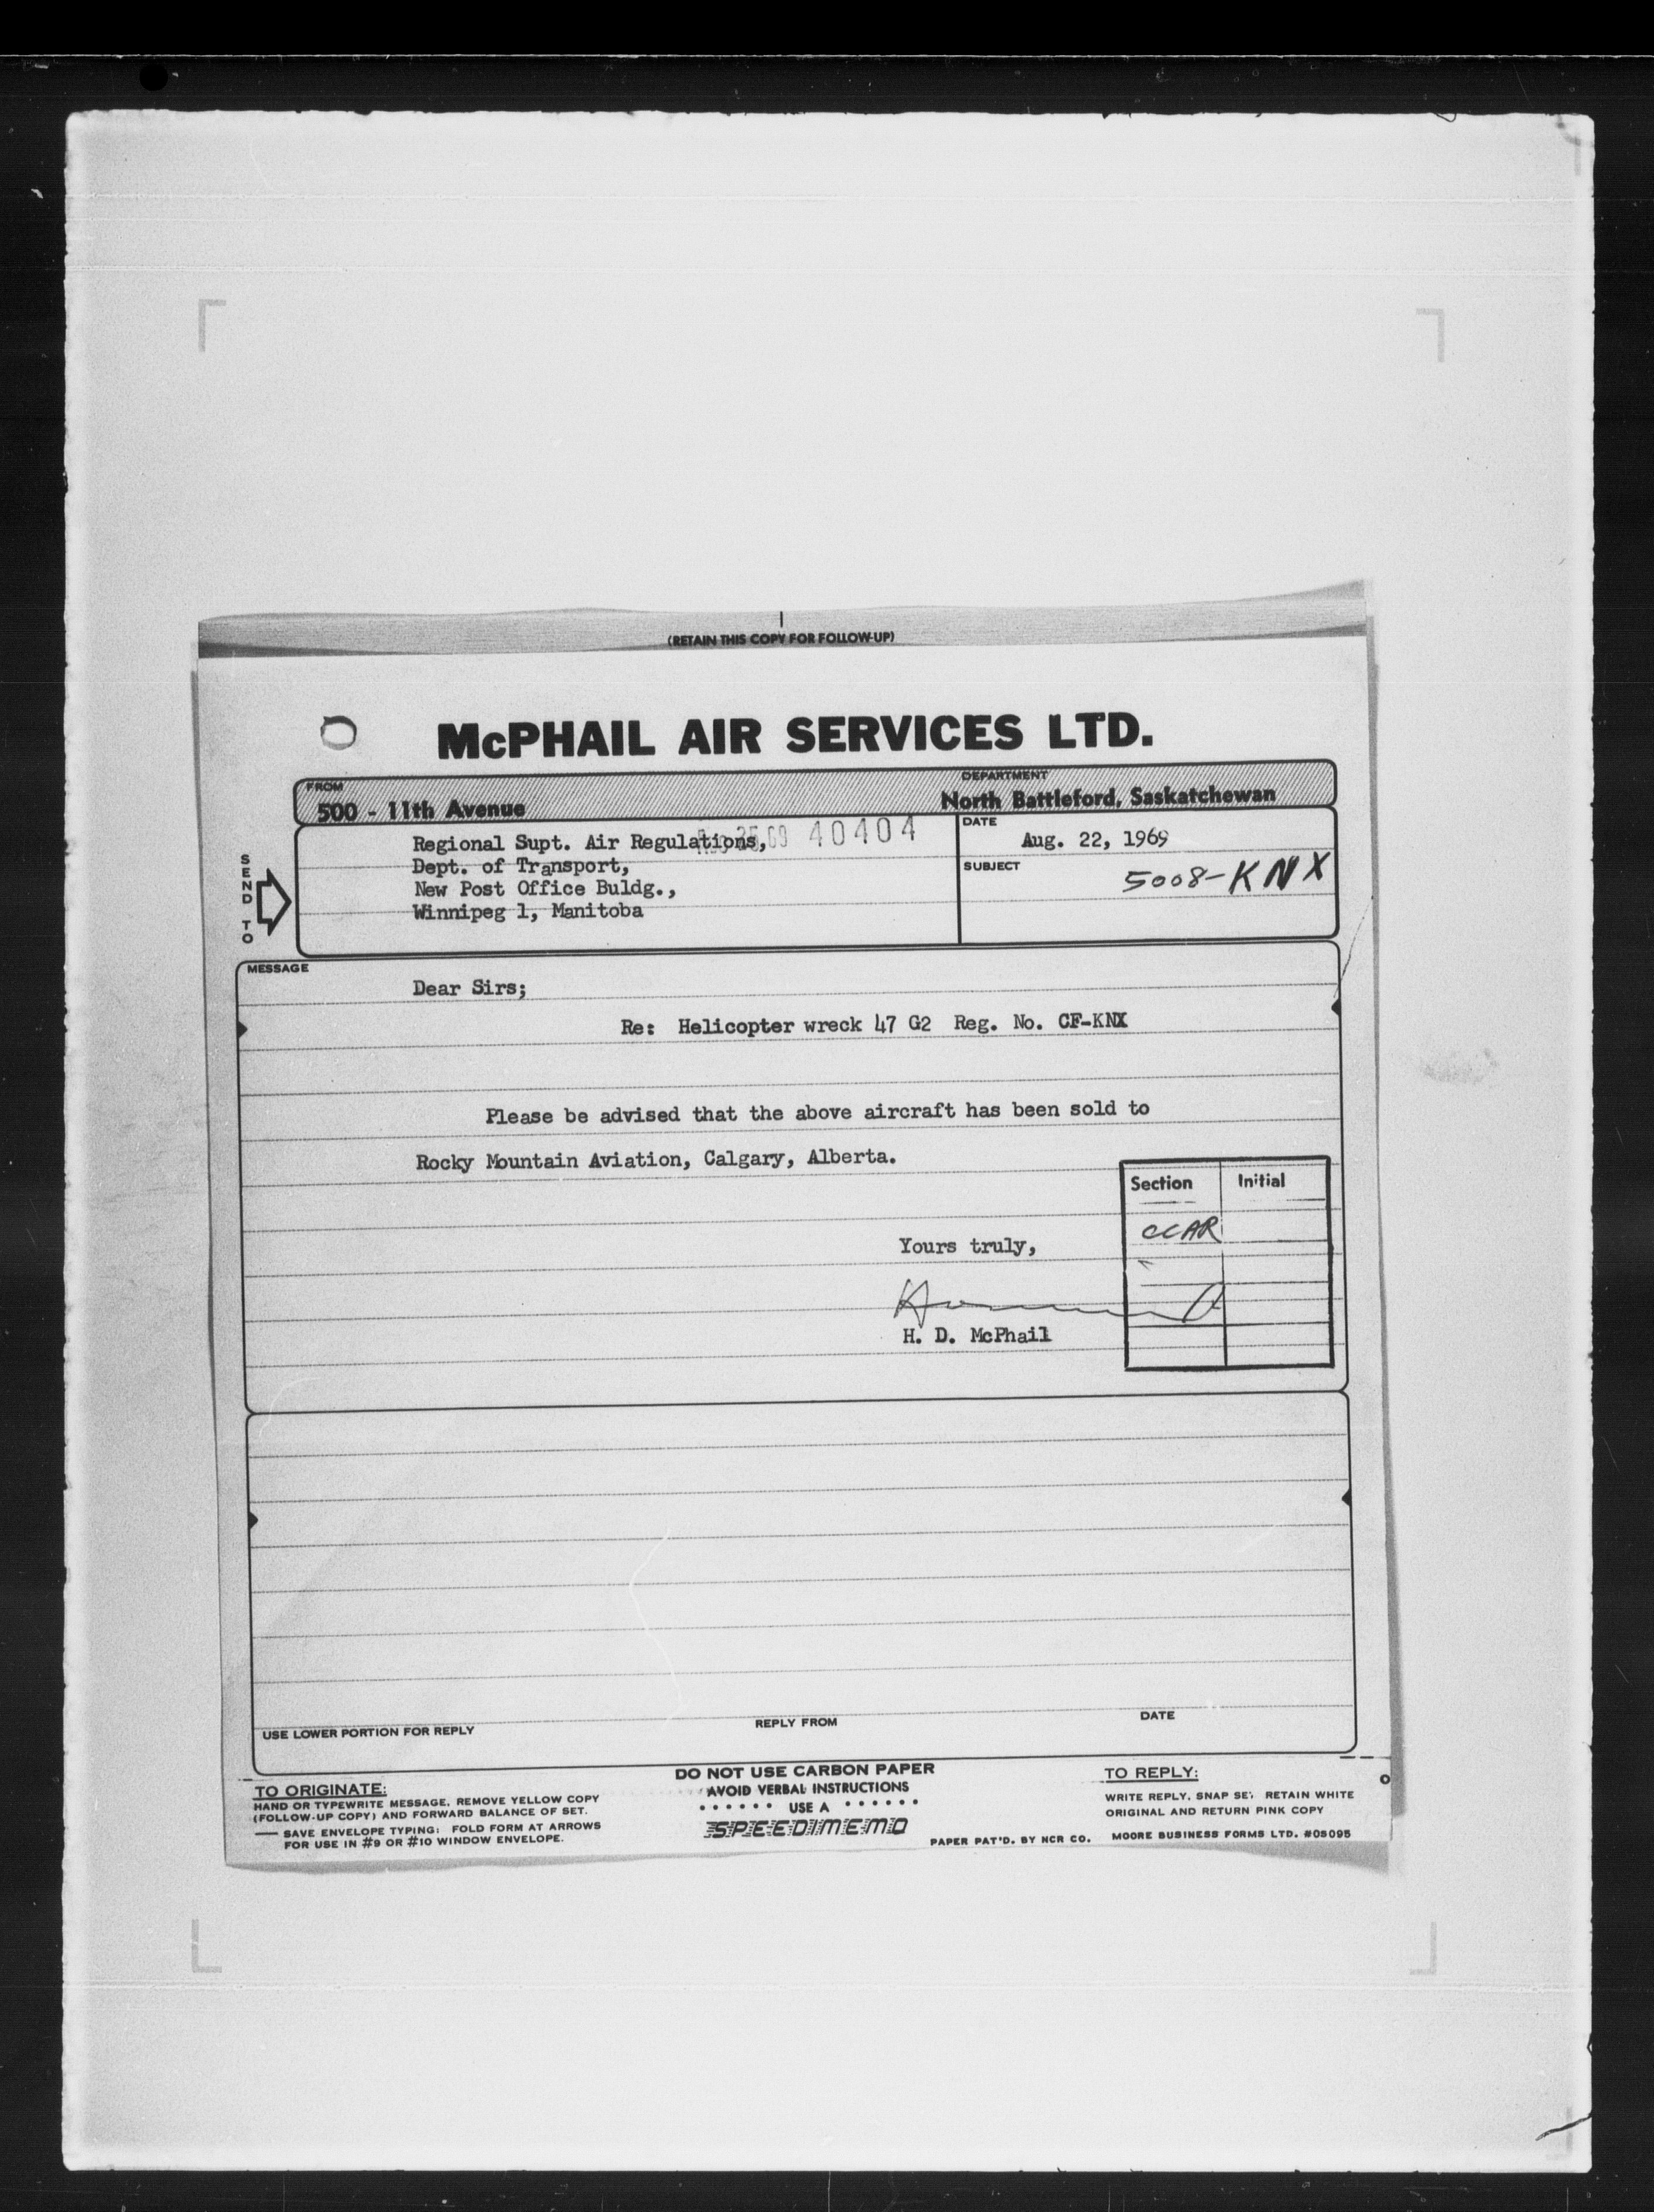 (RETAIN THIS COPY FOR FOLLOW-UP)
McPHAIL AIR SERVICES LTD.
FROM
DEPARTMENT
500 - 11th Avenue
North Battleford, Saskatchewan
SEND TO
Regional Supt. Air Regulations,
40404
Dept. of Transport,
New Post Office Buldg.,
Winnipeg 1, Manitoba
DATE
Aug. 22, 1969
SUBJECT
5008-KNX
MESSAGE
Dear Sirs;
Re: Helicopter wreck 47 G2 Reg. No. CF-KNX
Please be advised that the above aircraft has been sold to
Rocky Mountain Aviation, Calgary, Alberta.
Section Initial
CCAR
Yours truly,
H. D. McPhail
USE LOWER PORTION FOR REPLY
REPLY FROM
DATE
TO ORIGINATE:
HAND OR TYPEWRITE MESSAGE, REMOVE YELLOW COPY
(FOLLOW-UP COPY) AND FORWARD BALANCE OF SET.
SAVE ENVELOPE TYPING: FOLD FORM AT ARROWS
FOR USE IN #9 OR #10 WINDOW ENVELOPE.
DO NOT USE CARBON PAPER
AVOID VERBAL INSTRUCTIONS
USE A
SPEEDIMEMO
PAPER PAT'D. BY NCR CO.
TO REPLY:
WRITE REPLY, SNAP SET. RETAIN WHITE
ORIGINAL AND RETURN PINK COPY
MOORE BUSINESS FORMS LTD. #OS095